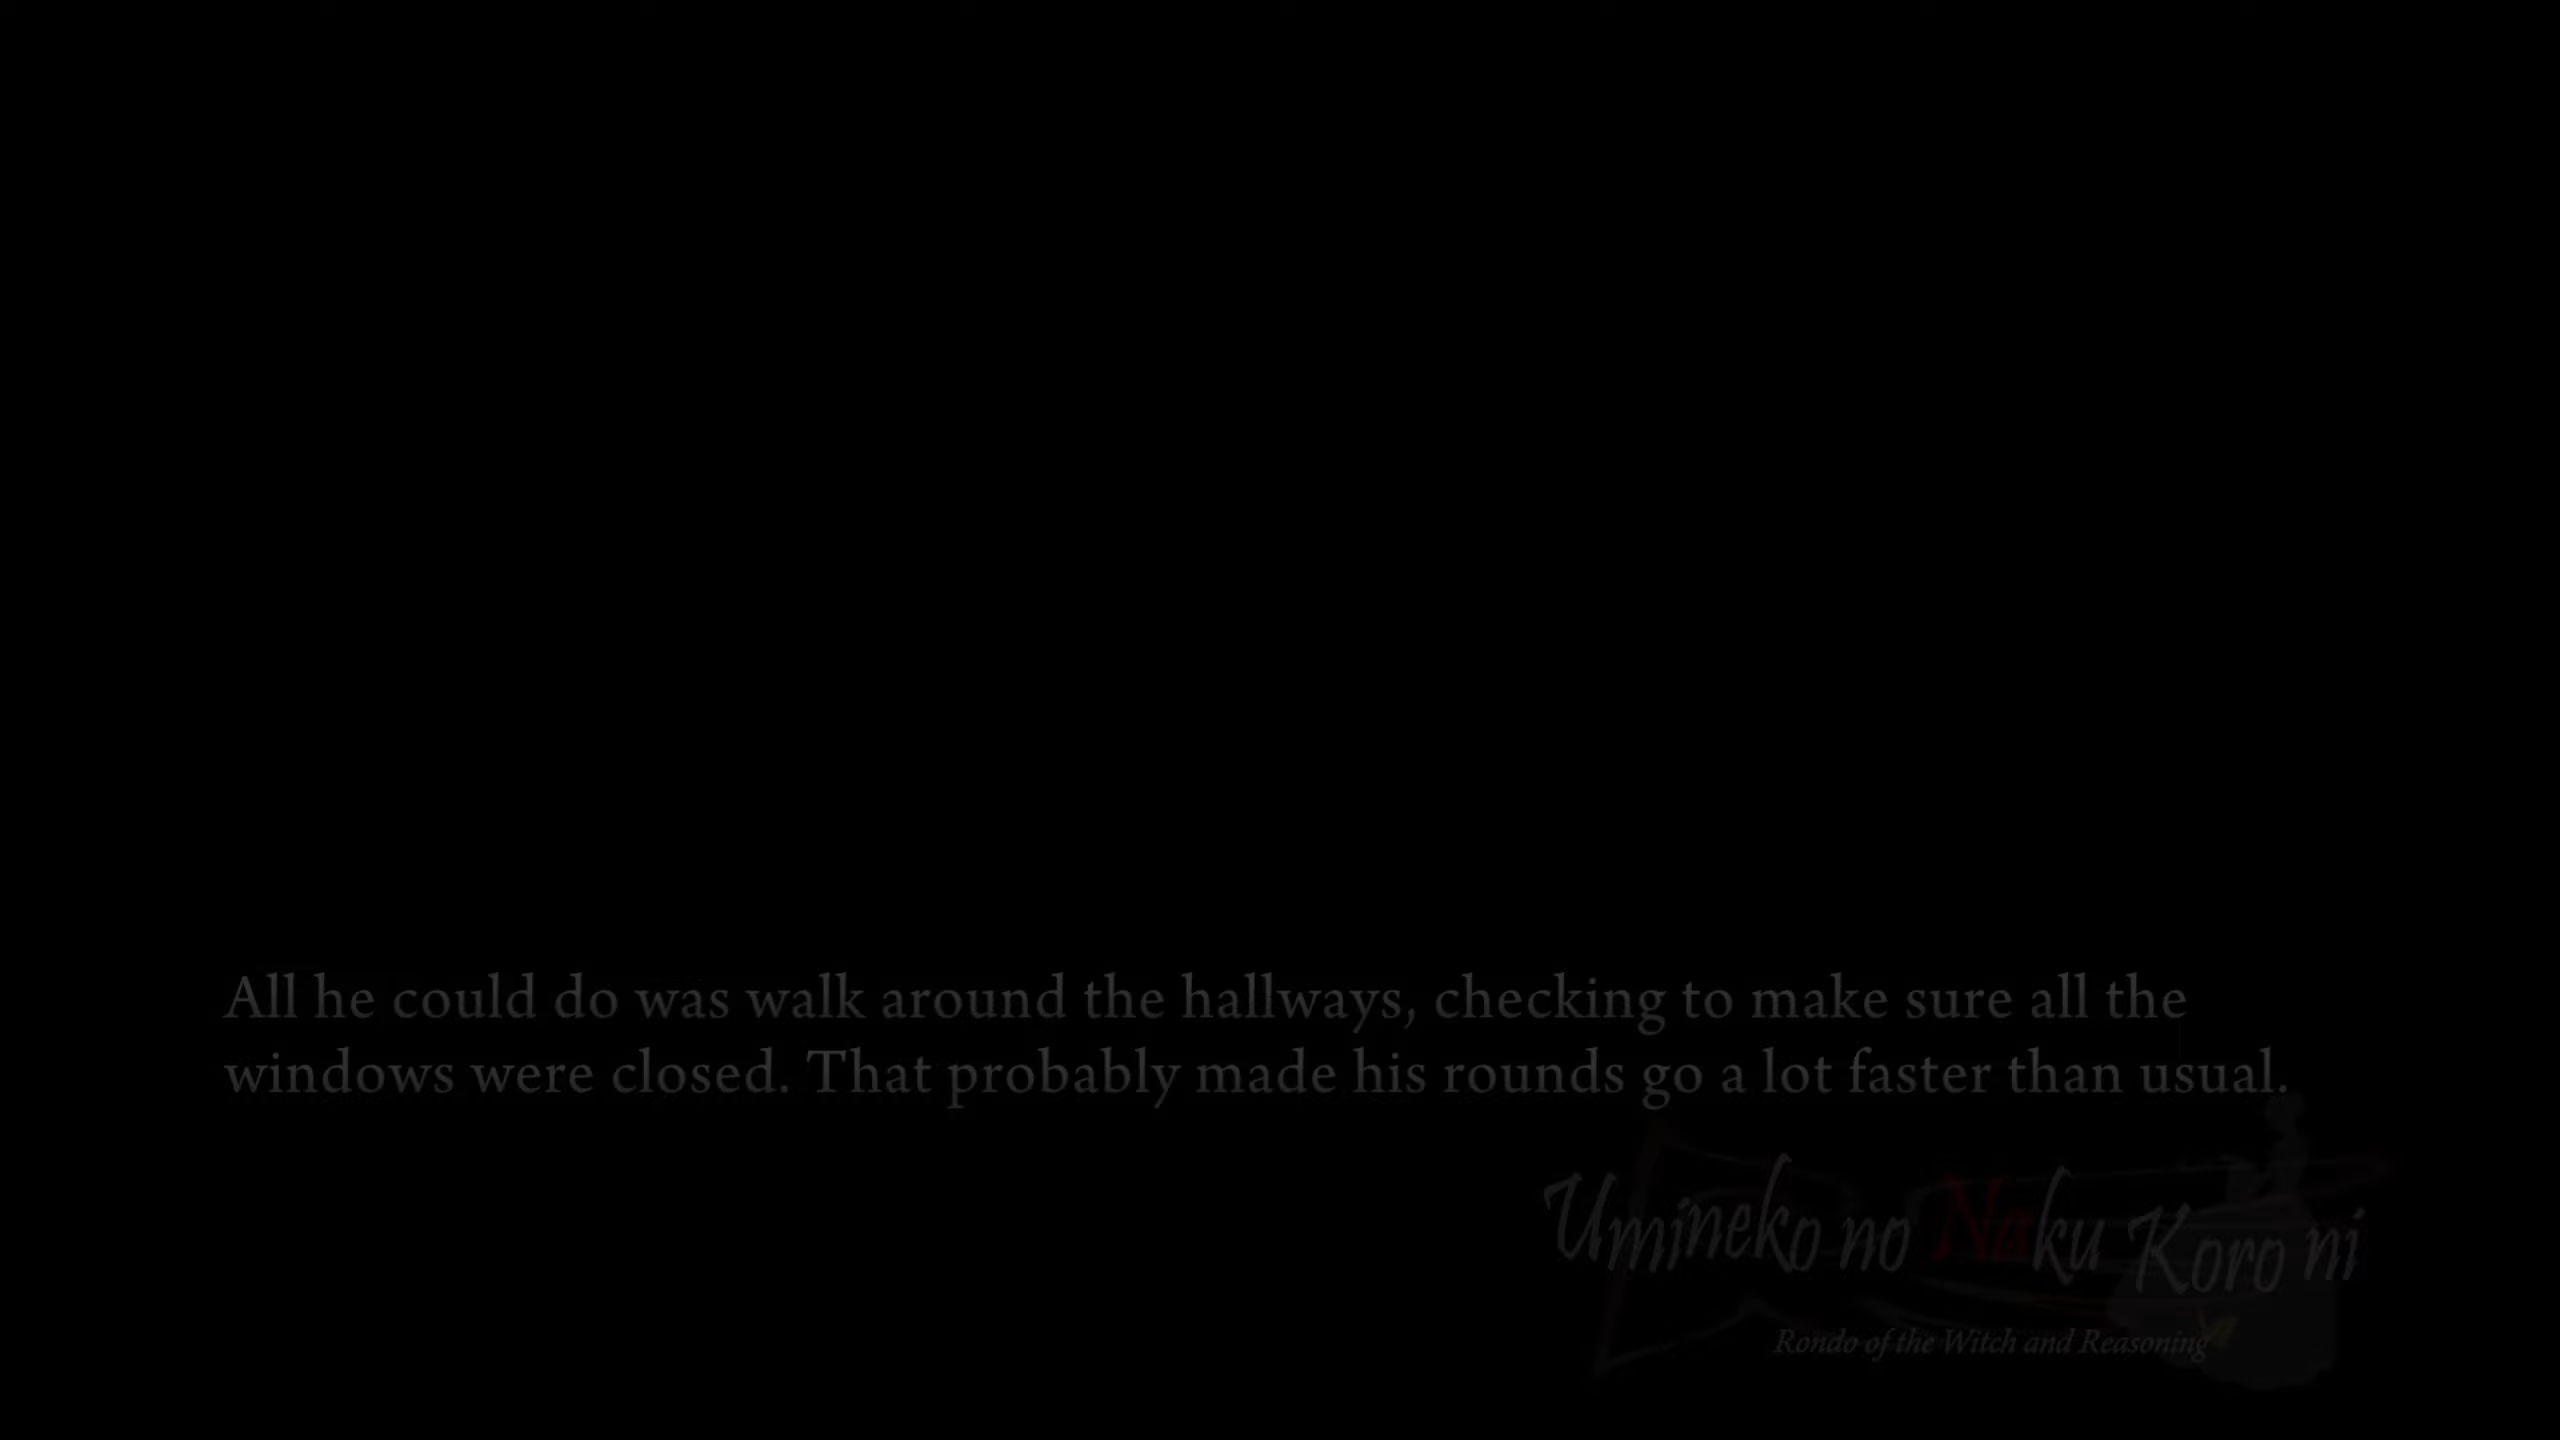 All he could do was walk around the hallways, checking to make sure all the
windows were closed. That probably made his rounds go a lot faster than usual.
Umineko no Naku Koro ni
Rondo of the Witch and Reasoning